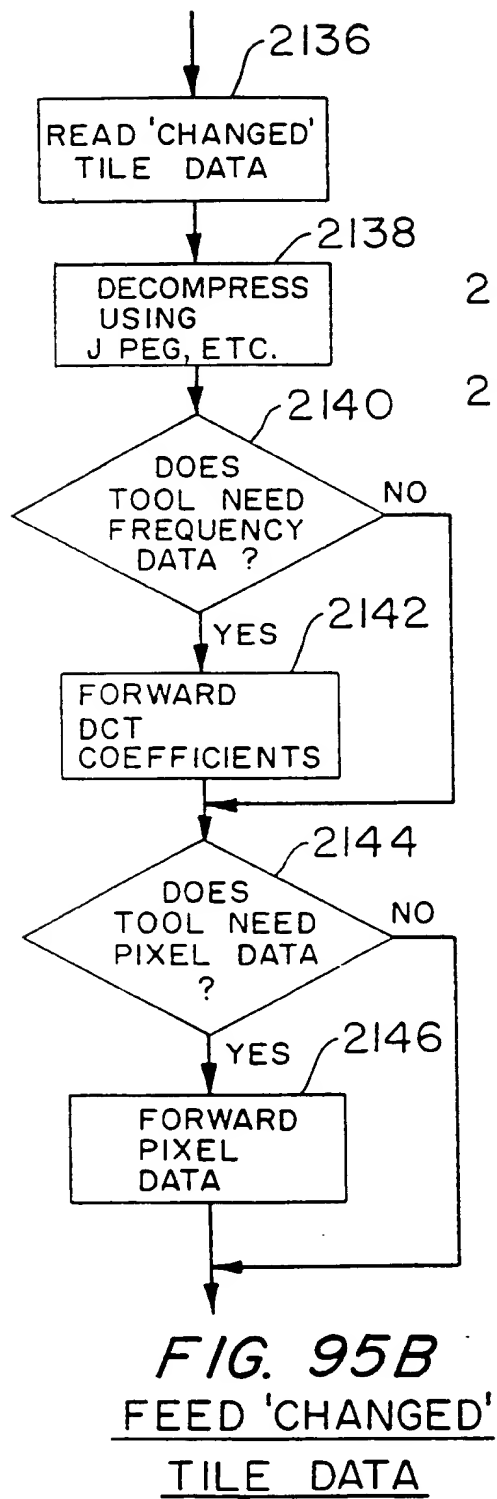 2136
READ 'CHANGED'
TILE DATA
2138
DECOMPRESS
USING
J PEG, ETC.
2
2
2140
DOES
TOOL NEED
FREQUENCY
DATA ?
NO
YES
2142
FORWARD
DCT
COEFFICIENTS
2144
DOES
TOOL NEED
PIXEL DATA
?
NO
YES
2146
FORWARD
PIXEL
DATA
FIG. 95B
FEED 'CHANGED'
TILE DATA